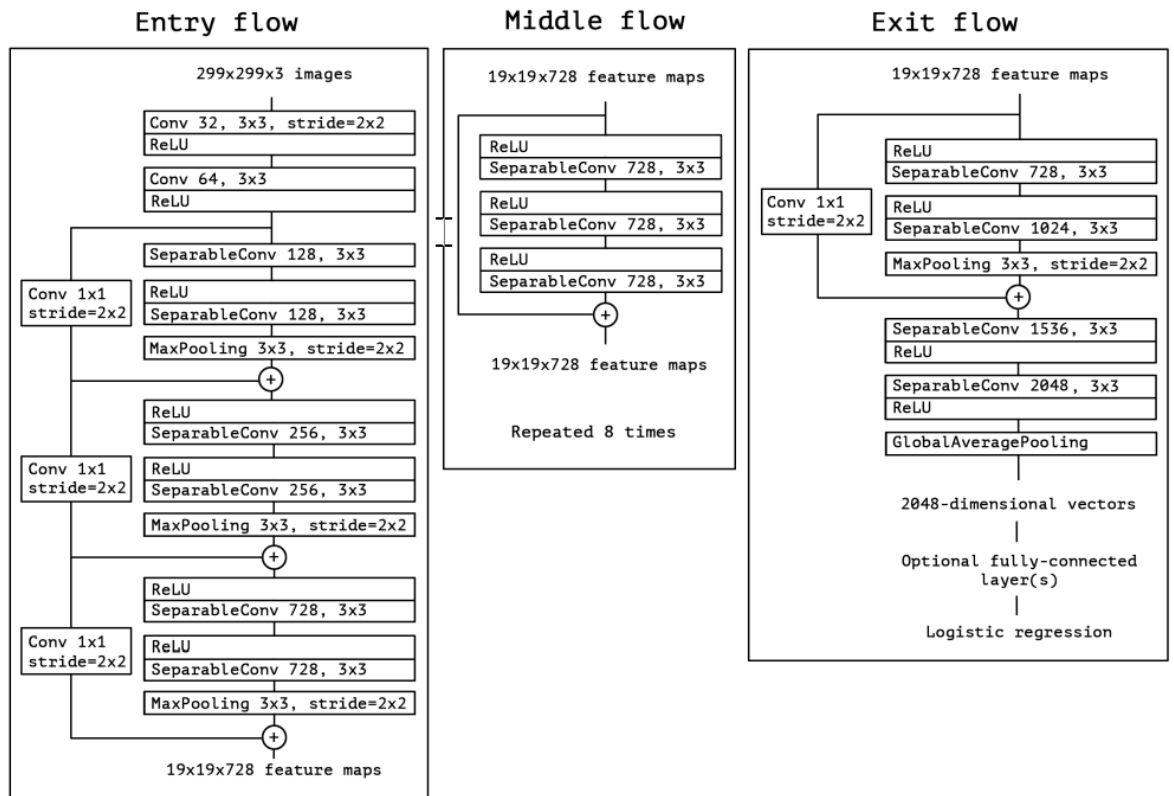 Entry flow
299x299x3 images
Conv 32, 3x3, stride=2x2
ReLU
Conv 64, 3x3
ReLU
SeparableConv 128, 3x3
Conv 1x1
stride=2x2
ReLU
SeparableConv 128, 3x3
MaxPooling 3x3, stride=2x2
+
ReLU
SeparableConv 256, 3x3
Conv 1x1
stride=2x2
ReLU
SeparableConv 256, 3x3
MaxPooling 3x3, stride=2x2
+
ReLU
SeparableConv 728, 3x3
Conv 1x1
stride=2x2
ReLU
SeparableConv 728, 3x3
MaxPooling 3x3, stride=2x2
+
19x19x728 feature maps
Middle flow
19x19x728 feature maps
ReLU
SeparableConv 728, 3x3
ReLU
SeparableConv 728, 3x3
ReLU
SeparableConv 728, 3x3
+
19x19x728 feature maps
Repeated 8 times
Exit flow
19x19x728 feature maps
ReLU
SeparableConv 728, 3x3
Conv 1x1
stride=2x2
ReLU
SeparableConv 1024, 3x3
MaxPooling 3x3, stride=2x2
+
SeparableConv 1536, 3x3
ReLU
SeparableConv 2048, 3x3
ReLU
GlobalAveragePooling
2048-dimensional vectors
Optional fully-connected
layer(s)
Logistic regression